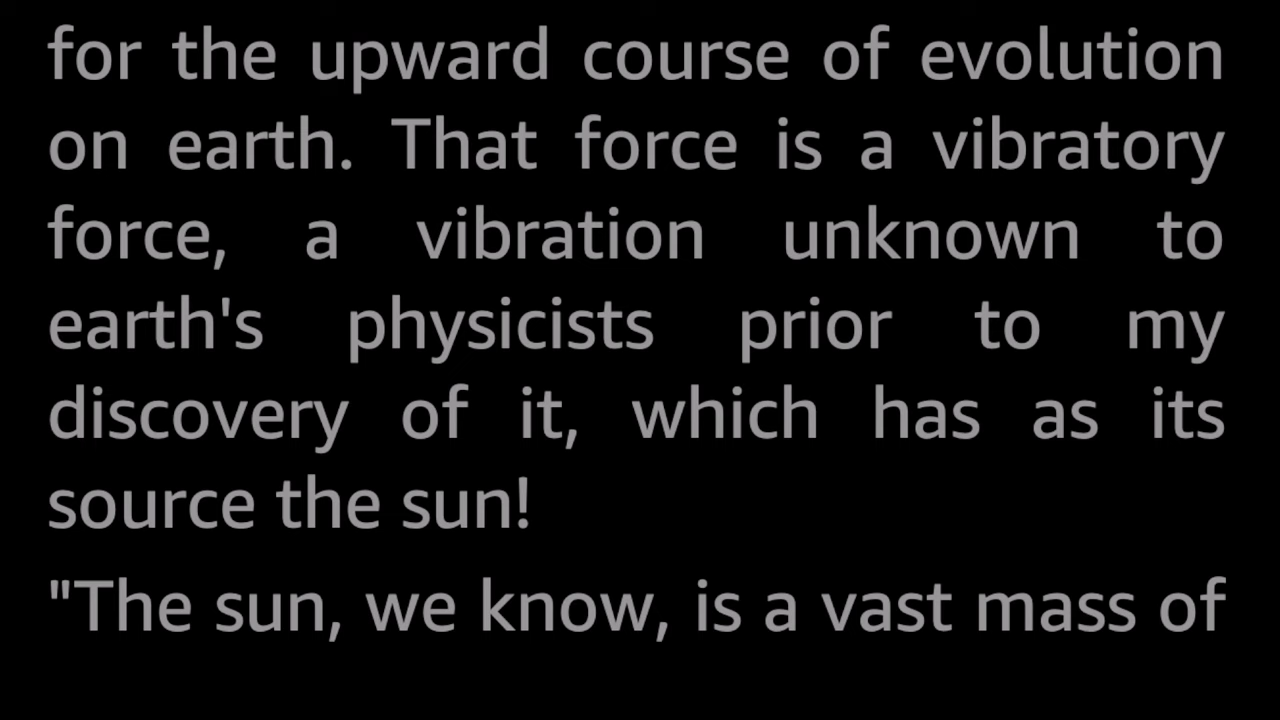 for the upward course of evolution
on earth. That force is a vibratory
force, a vibration unknown to
earth's physicists prior to my
discovery of it, which has as its
source the sun!
"The sun, we know, is a vast mass of